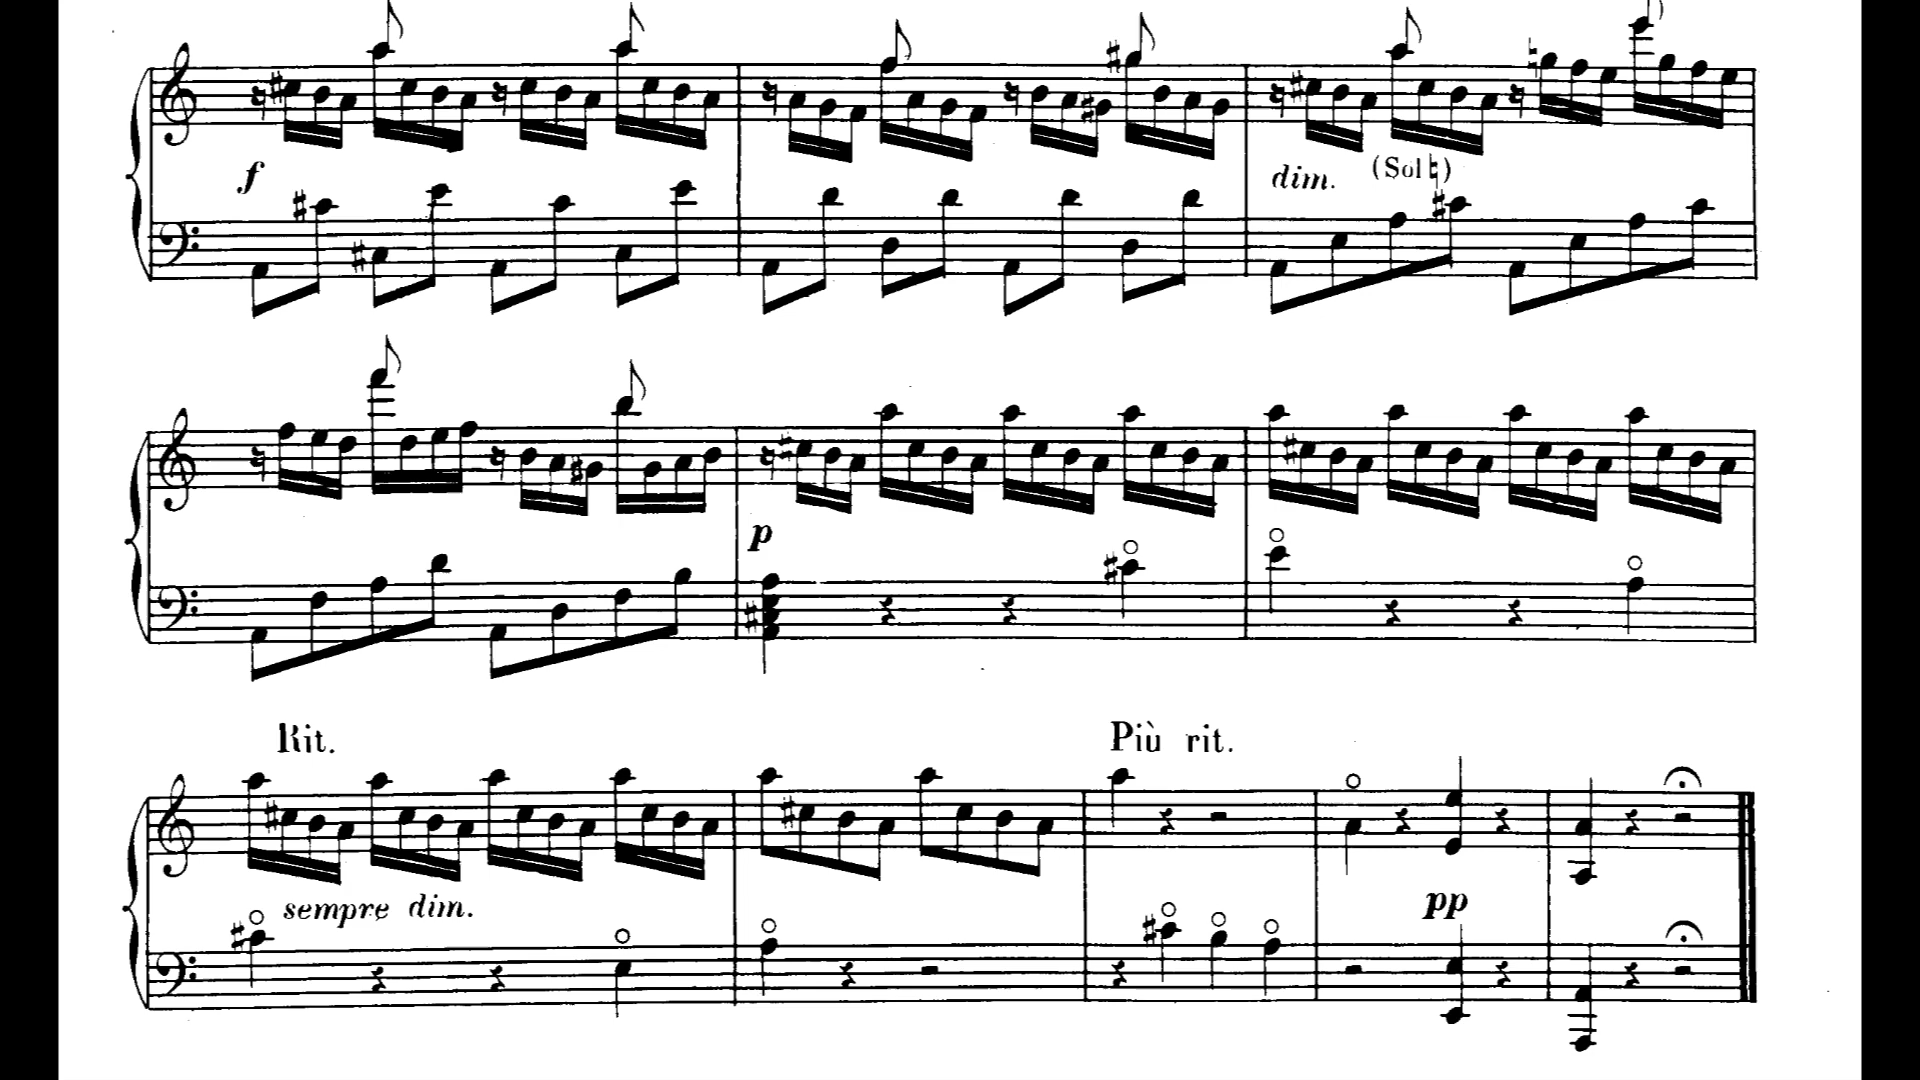 f
dim. (Sol ♮)
p
Rit. Più rit.
sempre dim.
pp